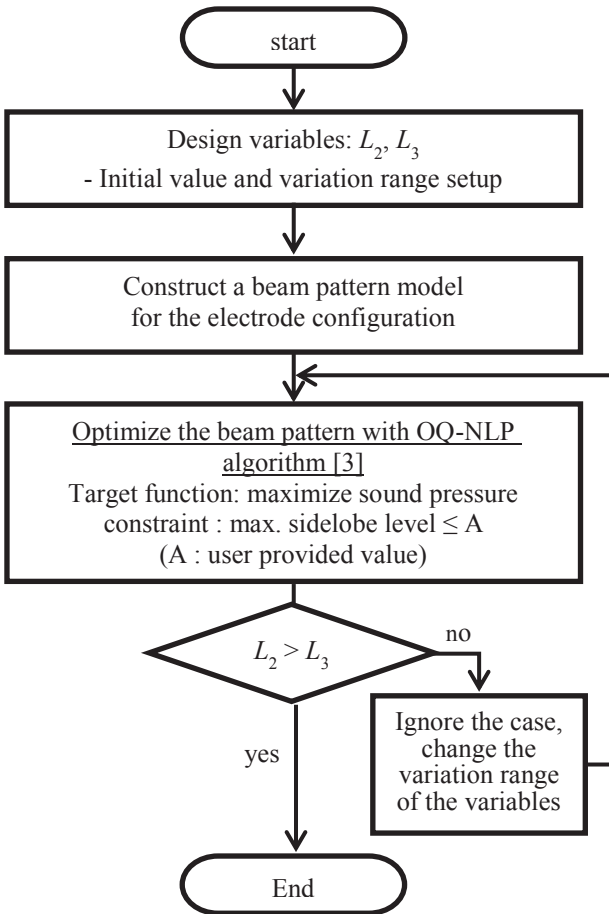 start
Design variables: L2, L3
- Initial value and variation range setup
Construct a beam pattern model
for the electrode configuration
Optimize the beam pattern with OQ-NLP
algorithm [3]
Target function: maximize sound pressure
constraint : max. sidelobe level ≤ A
(A : user provided value)
L2 > L3
no
Ignore the case,
change the
variation range
of the variables
yes
End